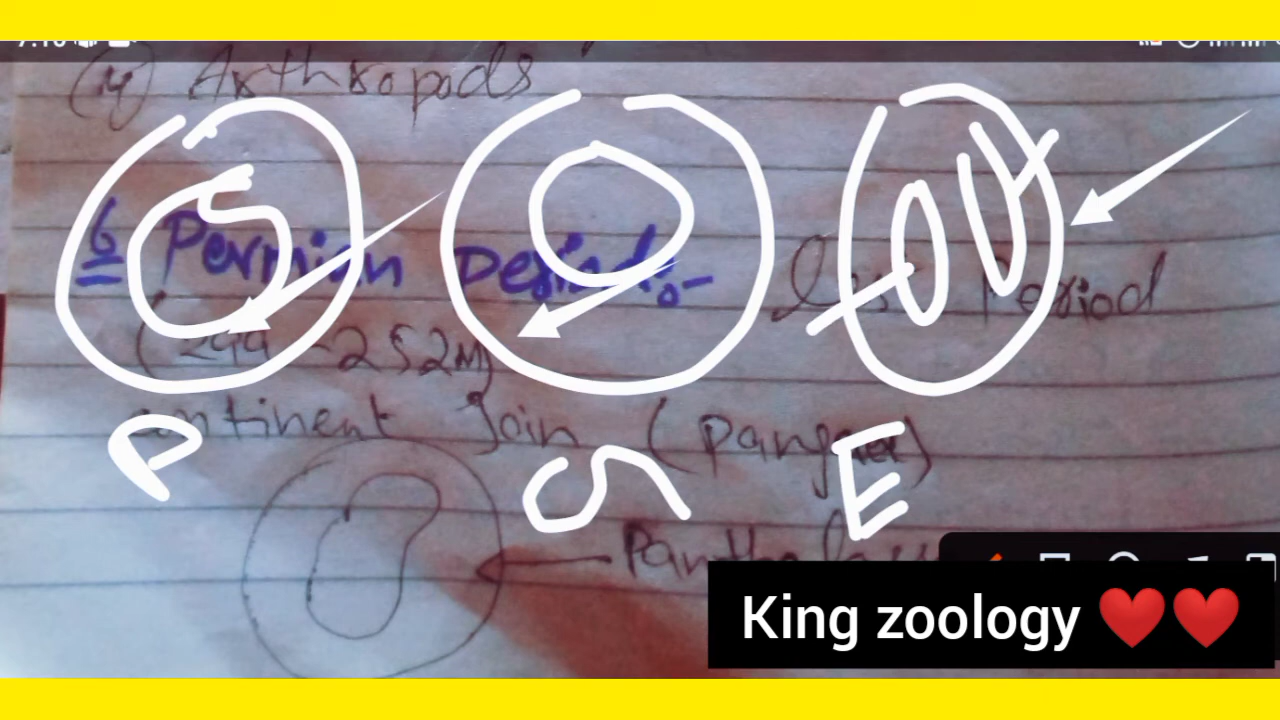 (4) Arthropods
6 Permian Period:- last Period
(299 - 252M)
continent join (pangaea)
P S E
King zoology ❤️❤️